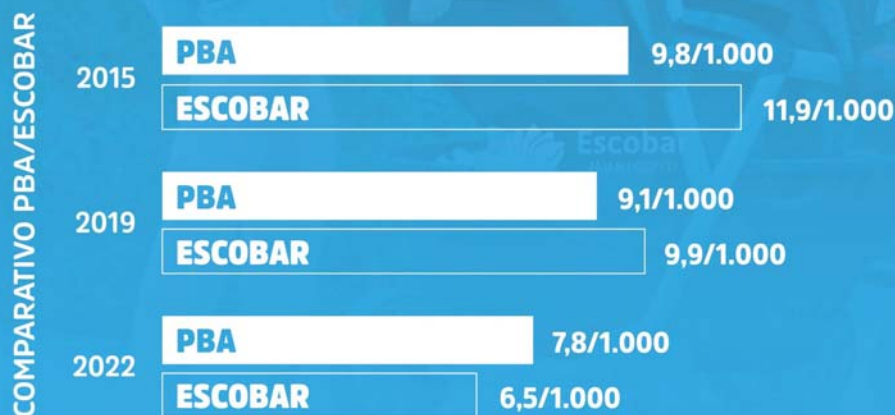 COMPARATIVO PBA/ESCOBAR
2015
PBA
9,8/1.000
ESCOBAR
11,9/1.000
Escobar
2019
PBA
9,1/1.000
ESCOBAR
9,9/1.000
2022
PBA
7,8/1.000
ESCOBAR
6,5/1.000